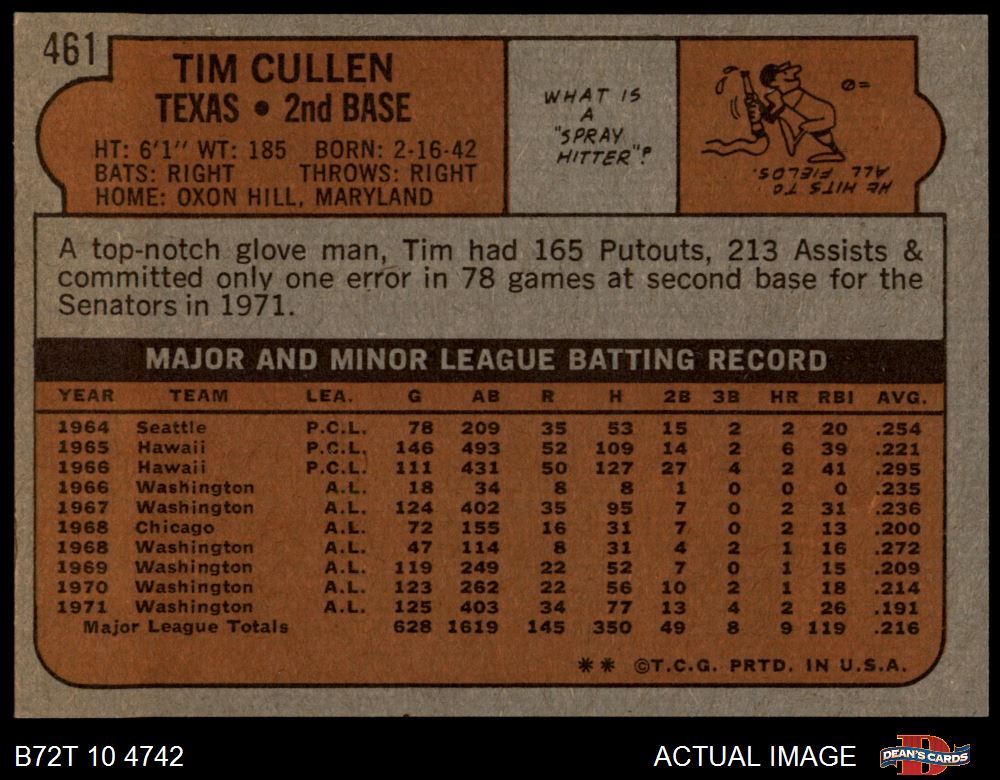 461
TIM CULLEN
TEXAS • 2nd BASE
HT: 6'1" WT: 185 BORN: 2-16-42
BATS: RIGHT THROWS: RIGHT
HOME: OXON HILL, MARYLAND
WHAT IS
A
"SPRAY
HITTER"?
HE HITS TO
ALL FIELDS.
A top-notch glove man, Tim had 165 Putouts, 213 Assists &
committed only one error in 78 games at second base for the
Senators in 1971.
MAJOR AND MINOR LEAGUE BATTING RECORD
YEAR TEAM LEA. G AB R H 2B 3B HR RBI AVG.
1964 Seattle P.C.L. 78 209 35 53 15 2 2 20 .254
1965 Hawaii P.C.L. 146 493 52 109 14 2 6 39 .221
1966 Hawaii P.C.L. 111 431 50 127 27 4 2 41 .295
1966 Washington A.L. 18 34 8 8 1 0 0 0 .235
1967 Washington A.L. 124 402 35 95 7 0 2 31 .236
1968 Chicago A.L. 72 155 16 31 7 0 2 13 .200
1968 Washington A.L. 47 114 8 31 4 2 1 16 .272
1969 Washington A.L. 119 249 22 52 7 0 1 15 .209
1970 Washington A.L. 123 262 22 56 10 2 1 18 .214
1971 Washington A.L. 125 403 34 77 13 4 2 26 .191
Major League Totals 628 1619 145 350 49 8 9 119 .216
** ©T.C.G. PRTD. IN U.S.A.
B72T 10 4742
ACTUAL IMAGE
DEAN'S CARDS